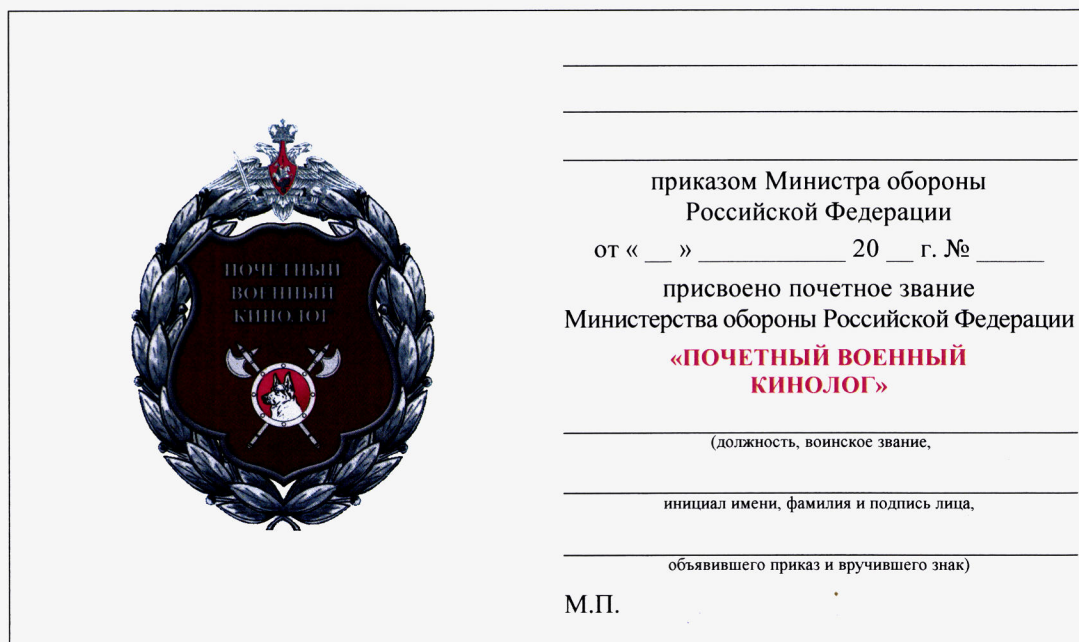 ПОЧЕТНЫЙ
ВОЕННЫЙ
КИНОЛОГ
приказом Министра обороны
Российской Федерации
от « __ » ___________ 20 __ г. № _____
присвоено почетное звание
Министерства обороны Российской Федерации
«ПОЧЕТНЫЙ ВОЕННЫЙ
КИНОЛОГ»
(должность, воинское звание,
инициал имени, фамилия и подпись лица,
объявившего приказ и вручившего знак)
М.П.